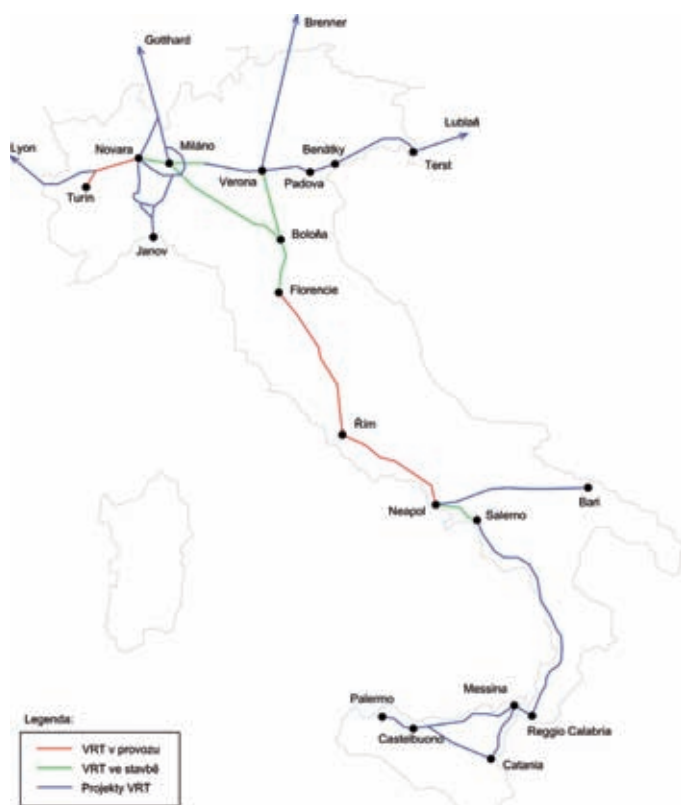 Brenner
Gotthard
Lublaň
Lyon
Novara
Miláno
Benátky
Verona
Padova
Terst
Turín
Janov
Boloňa
Florencie
Řím
Neapol
Salerno
Bari
Messina
Palermo
Reggio Calabria
Castelbuono
Catania
Legenda:
VRT v provozu
VRT ve stavbě
Projekty VRT